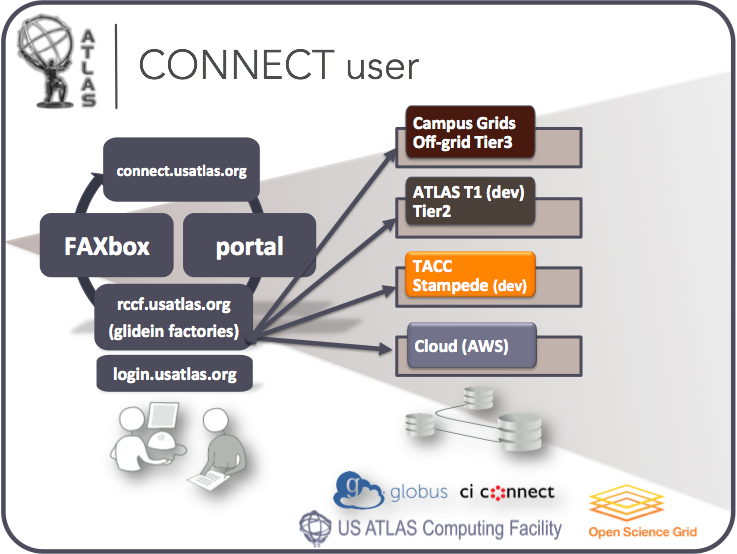 ATLAS
CONNECT user
connect.usatlas.org
FAXbox
portal
rccf.usatlas.org
(glidein factories)
login.usatlas.org
Campus Grids
Off-grid Tier3
ATLAS T1 (dev)
Tier2
TACC
Stampede (dev)
Cloud (AWS)
g globus ci connect
US ATLAS Computing Facility
Open Science Grid